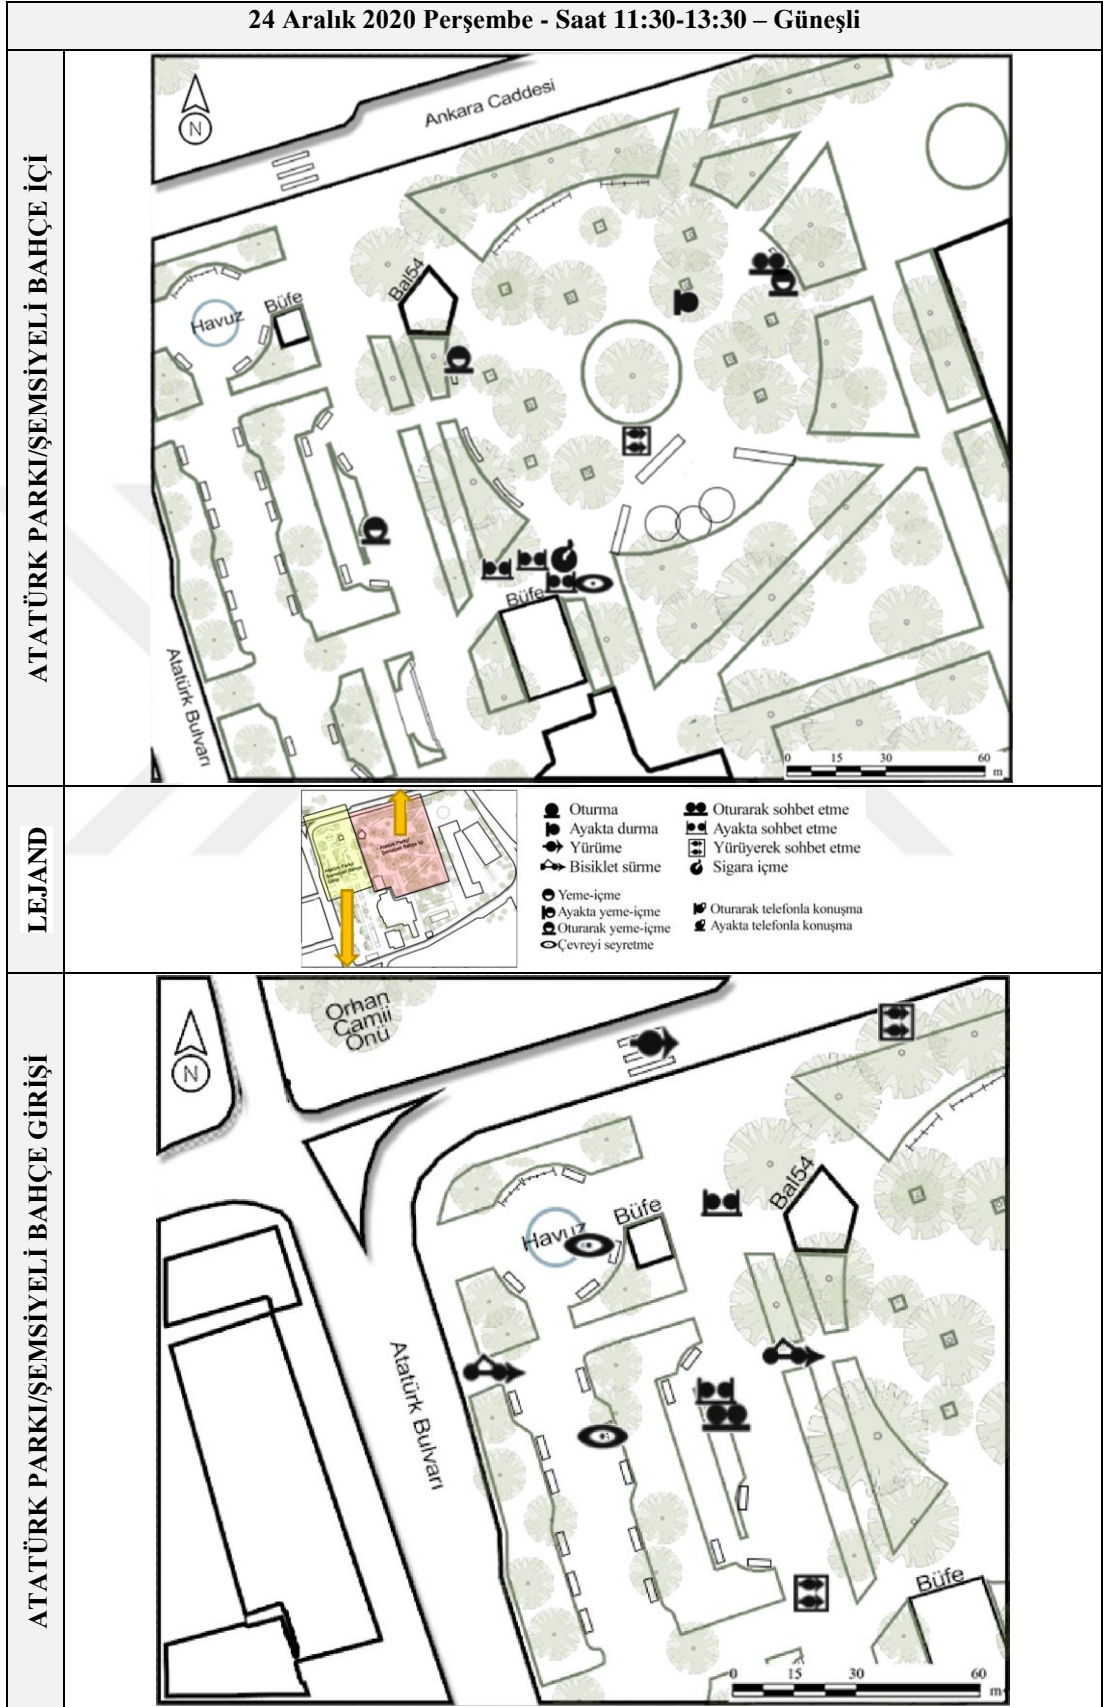 24 Aralık 2020 Perşembe - Saat 11:30-13:30 – Güneşli
ATATÜRK PARKI/ŞEMSİYELİ BAHÇE İÇİ
N
Ankara Caddesi
Havuz
Büfe
Bal54
Büfe
Atatürk Bulvarı
0 15 30 60
m
LEJAND
Oturma
Ayakta durma
Yürüme
Bisiklet sürme
Yeme-içme
Ayakta yeme-içme
Oturarak yeme-içme
Çevreyi seyretme
Oturarak sohbet etme
Ayakta sohbet etme
Yürüyerek sohbet etme
Sigara içme
Oturarak telefonla konuşma
Ayakta telefonla konuşma
ATATÜRK PARKI/ŞEMSİYELİ BAHÇE GİRİŞİ
N
Orhan
Camii
Önü
Havuz
Büfe
Bal54
Atatürk Bulvarı
Büfe
0 15 30 60
m